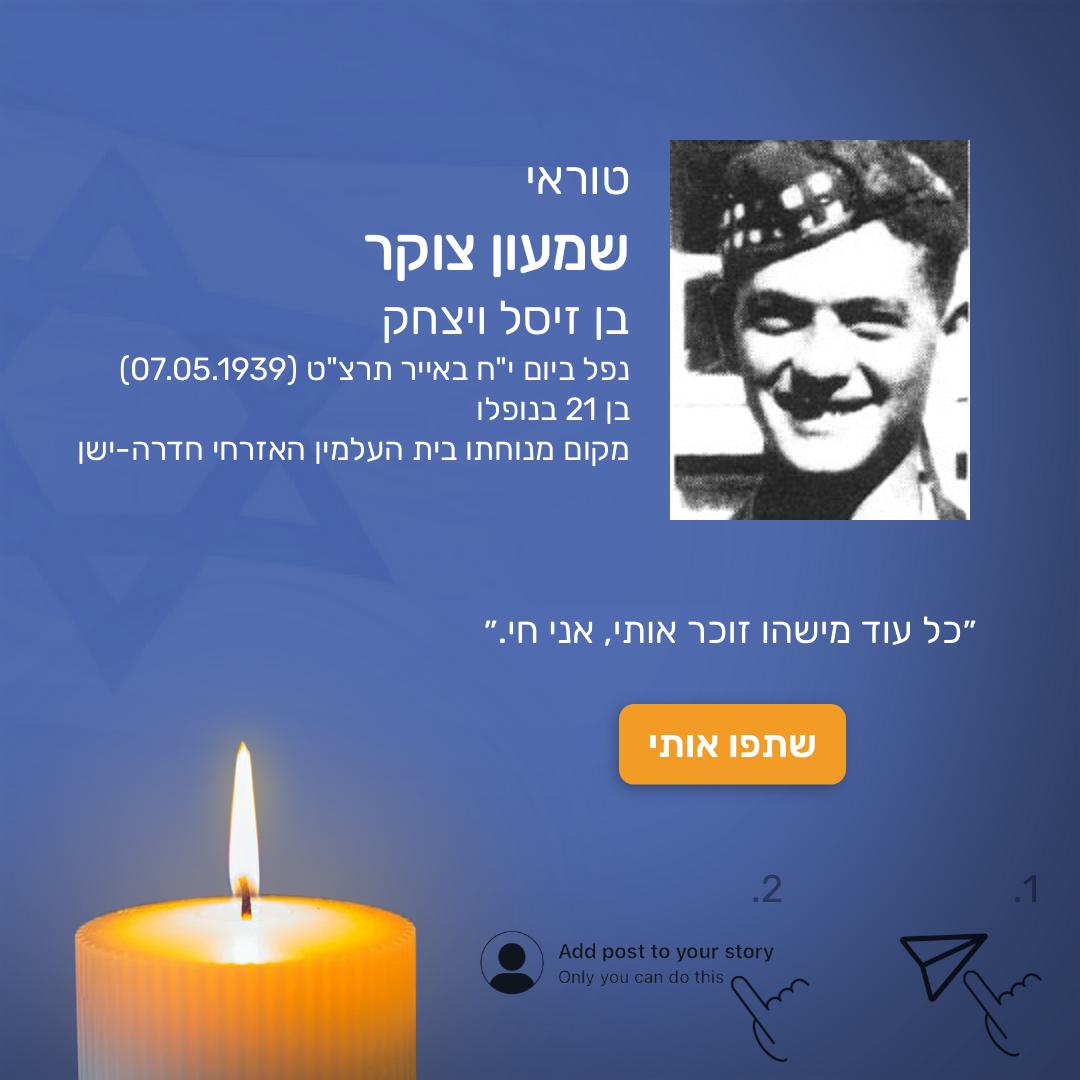 טוראי
שמעון צוקר
בן זיסל ויצחק
נפל ביום י"ח באייר תרצ"ט (07.05.1939)
בן 21 בנופלו
מקום מנוחתו בית העלמין האזרחי חדרה-ישן
״כל עוד מישהו זוכר אותי, אני חי.״
שתפו אותי
1.
2.
Add post to your story
Only you can do this